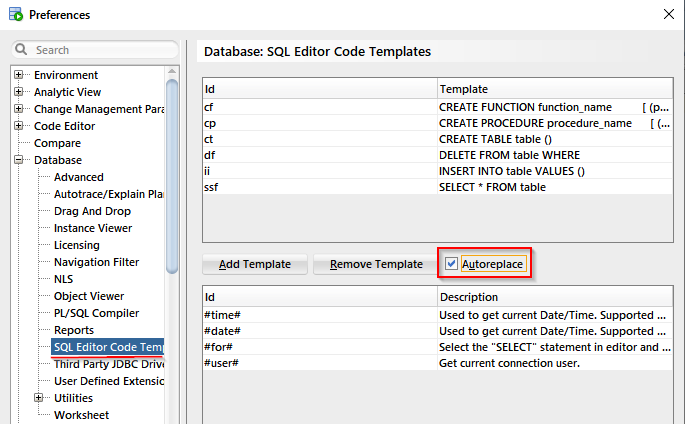 Preferences
Search
Environment
Analytic View
Change Management Para
Code Editor
Compare
Database
Advanced
Autotrace/Explain Pla
Drag And Drop
Instance Viewer
Licensing
Navigation Filter
NLS
Object Viewer
PL/SQL Compiler
Reports
SQL Editor Code Temp
Third Party JDBC Drive
User Defined Extensio
Utilities
Worksheet
Database: SQL Editor Code Templates
Id Template
cf CREATE FUNCTION function_name [ (p...
cp CREATE PROCEDURE procedure_name [ (...
ct CREATE TABLE table ()
df DELETE FROM table WHERE
ii INSERT INTO table VALUES ()
ssf SELECT * FROM table
Add Template Remove Template Autoreplace
Id Description
#time# Used to get current Date/Time. Supported ...
#date# Used to get current Date/Time. Supported ...
#for# Select the "SELECT" statement in editor and ...
#user# Get current connection user.